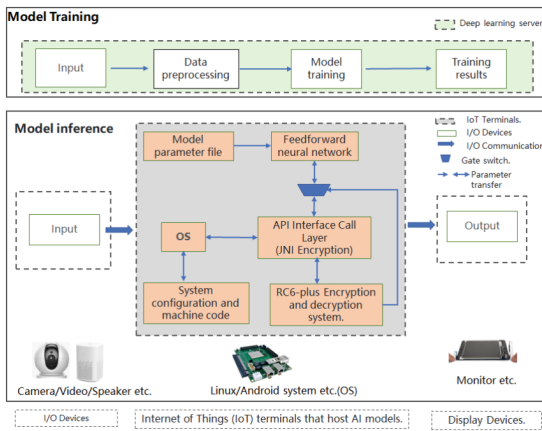 Model Training
Deep learning server
Input
Data
preprocessing
Model
training
Training
results
Model inference
IoT Terminals.
I/O Devices
I/O Communication
Gate switch.
Parameter
transfer
Model
parameter file
Feedforward
neural network
Input
OS
API Interface Call
Layer
(JNI Encryption)
Output
System
configuration and
machine code
RC6-plus Encryption
and decryption
system.
Camera/Video/Speaker etc.
Linux/Android system etc.(OS)
Monitor etc.
I/O Devices
Internet of Things (IoT) terminals that host AI models.
Display Devices.